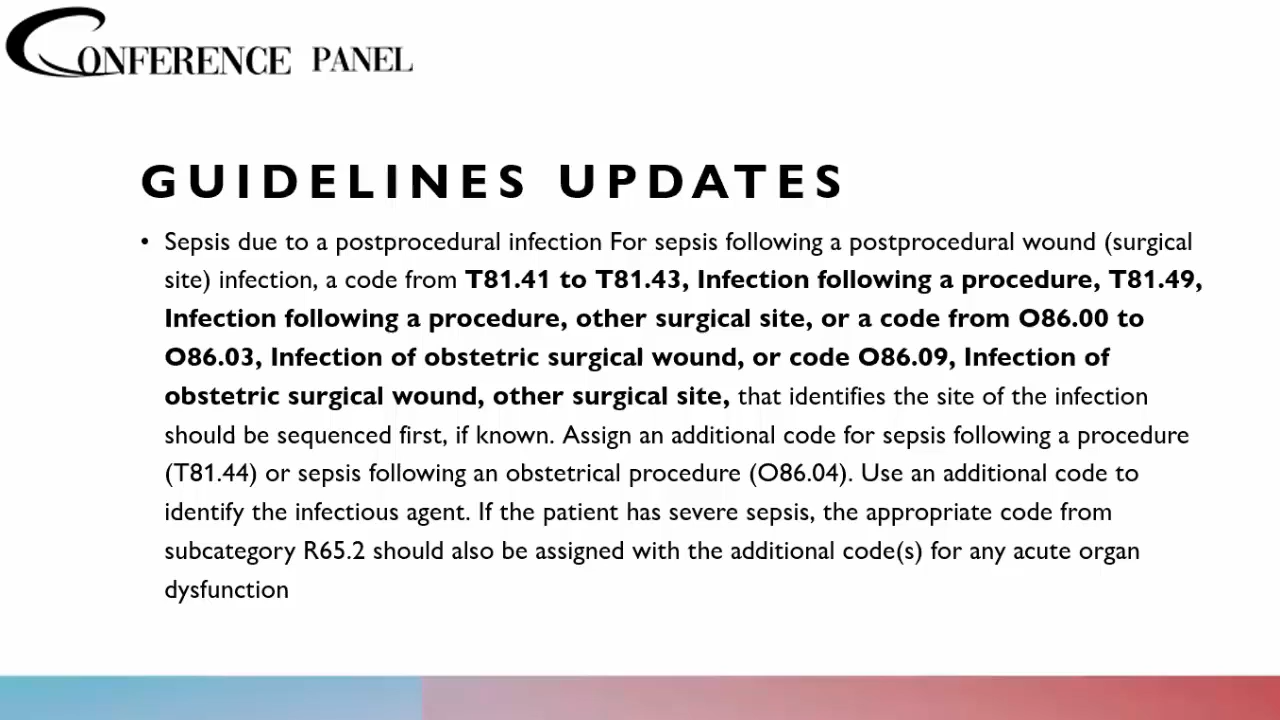 CONFERENCE PANEL
GUIDELINES UPDATES
• Sepsis due to a postprocedural infection For sepsis following a postprocedural wound (surgical
site) infection, a code from T81.41 to T81.43, Infection following a procedure, T81.49,
Infection following a procedure, other surgical site, or a code from O86.00 to
O86.03, Infection of obstetric surgical wound, or code O86.09, Infection of
obstetric surgical wound, other surgical site, that identifies the site of the infection
should be sequenced first, if known. Assign an additional code for sepsis following a procedure
(T81.44) or sepsis following an obstetrical procedure (O86.04). Use an additional code to
identify the infectious agent. If the patient has severe sepsis, the appropriate code from
subcategory R65.2 should also be assigned with the additional code(s) for any acute organ
dysfunction